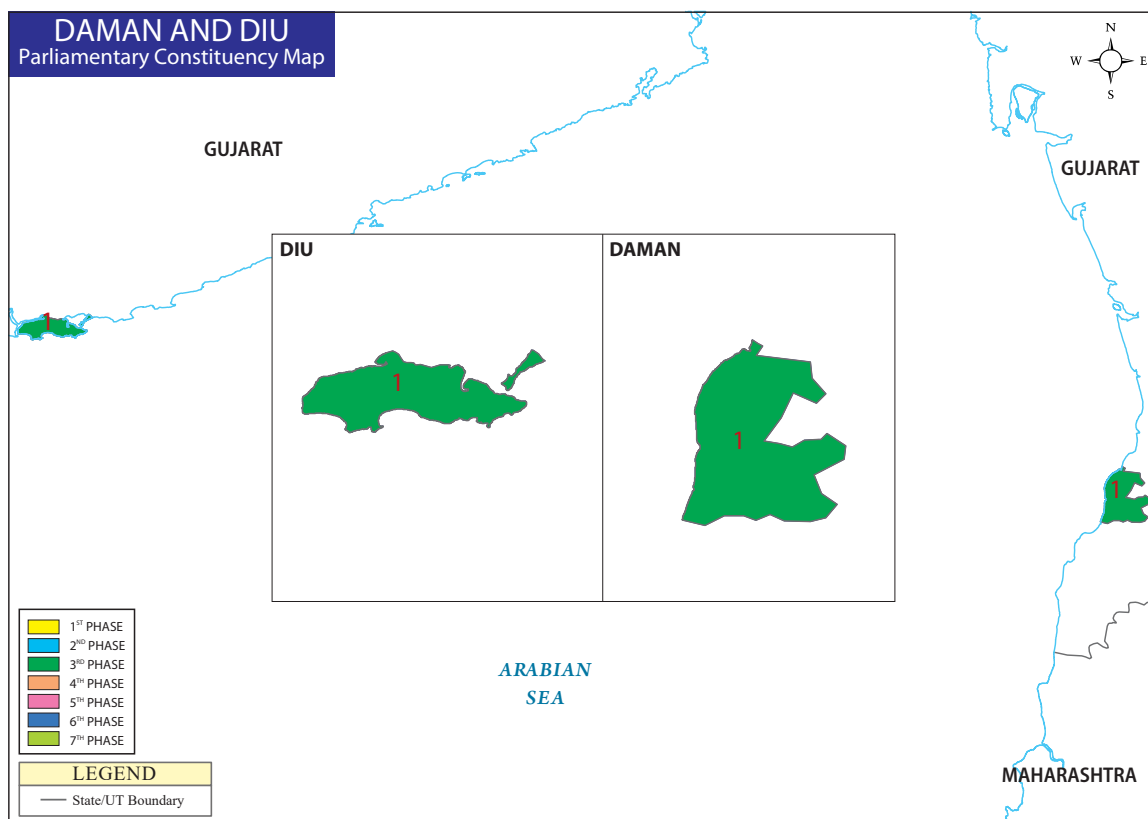 DAMAN AND DIU
Parliamentary Constituency Map
N
W E
S
GUJARAT
GUJARAT
DIU
DAMAN
1
1
1
1
1ST PHASE
2ND PHASE
3RD PHASE
4TH PHASE
5TH PHASE
6TH PHASE
7TH PHASE
ARABIAN
SEA
LEGEND
State/UT Boundary
MAHARASHTRA